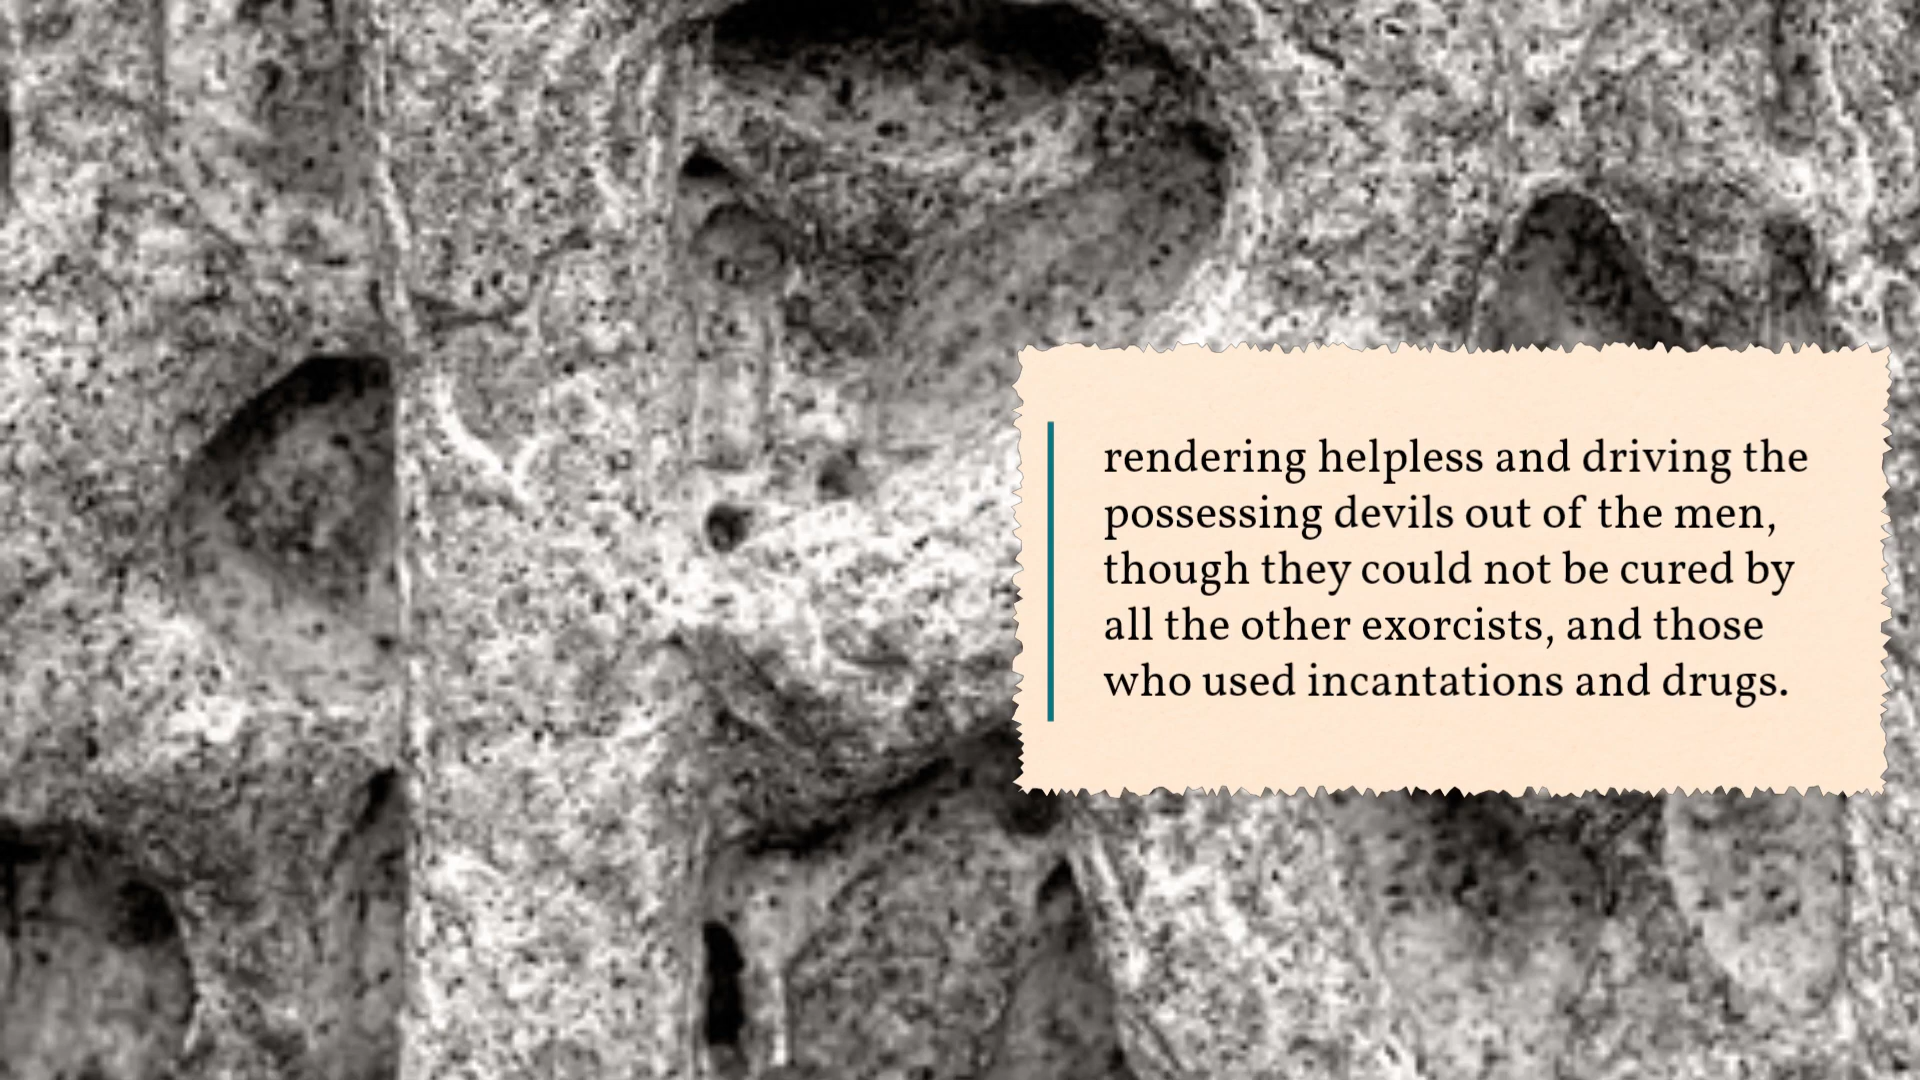 rendering helpless and driving the
possessing devils out of the men,
though they could not be cured by
all the other exorcists, and those
who used incantations and drugs.